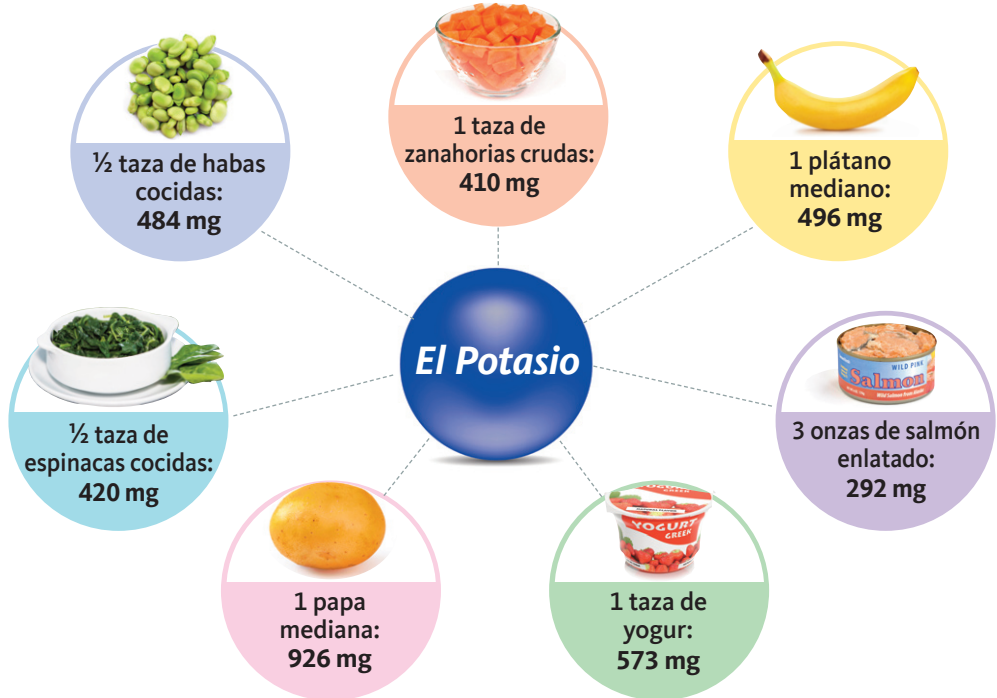 ½ taza de habas
cocidas:
484 mg
1 taza de
zanahorias crudas:
410 mg
1 plátano
mediano:
496 mg
El Potasio
½ taza de
espinacas cocidas:
420 mg
WILD PINK
Salmon
3 onzas de salmón
enlatado:
292 mg
1 papa
mediana:
926 mg
YOGURT
YOGURT
GREEK
1 taza de
yogur:
573 mg